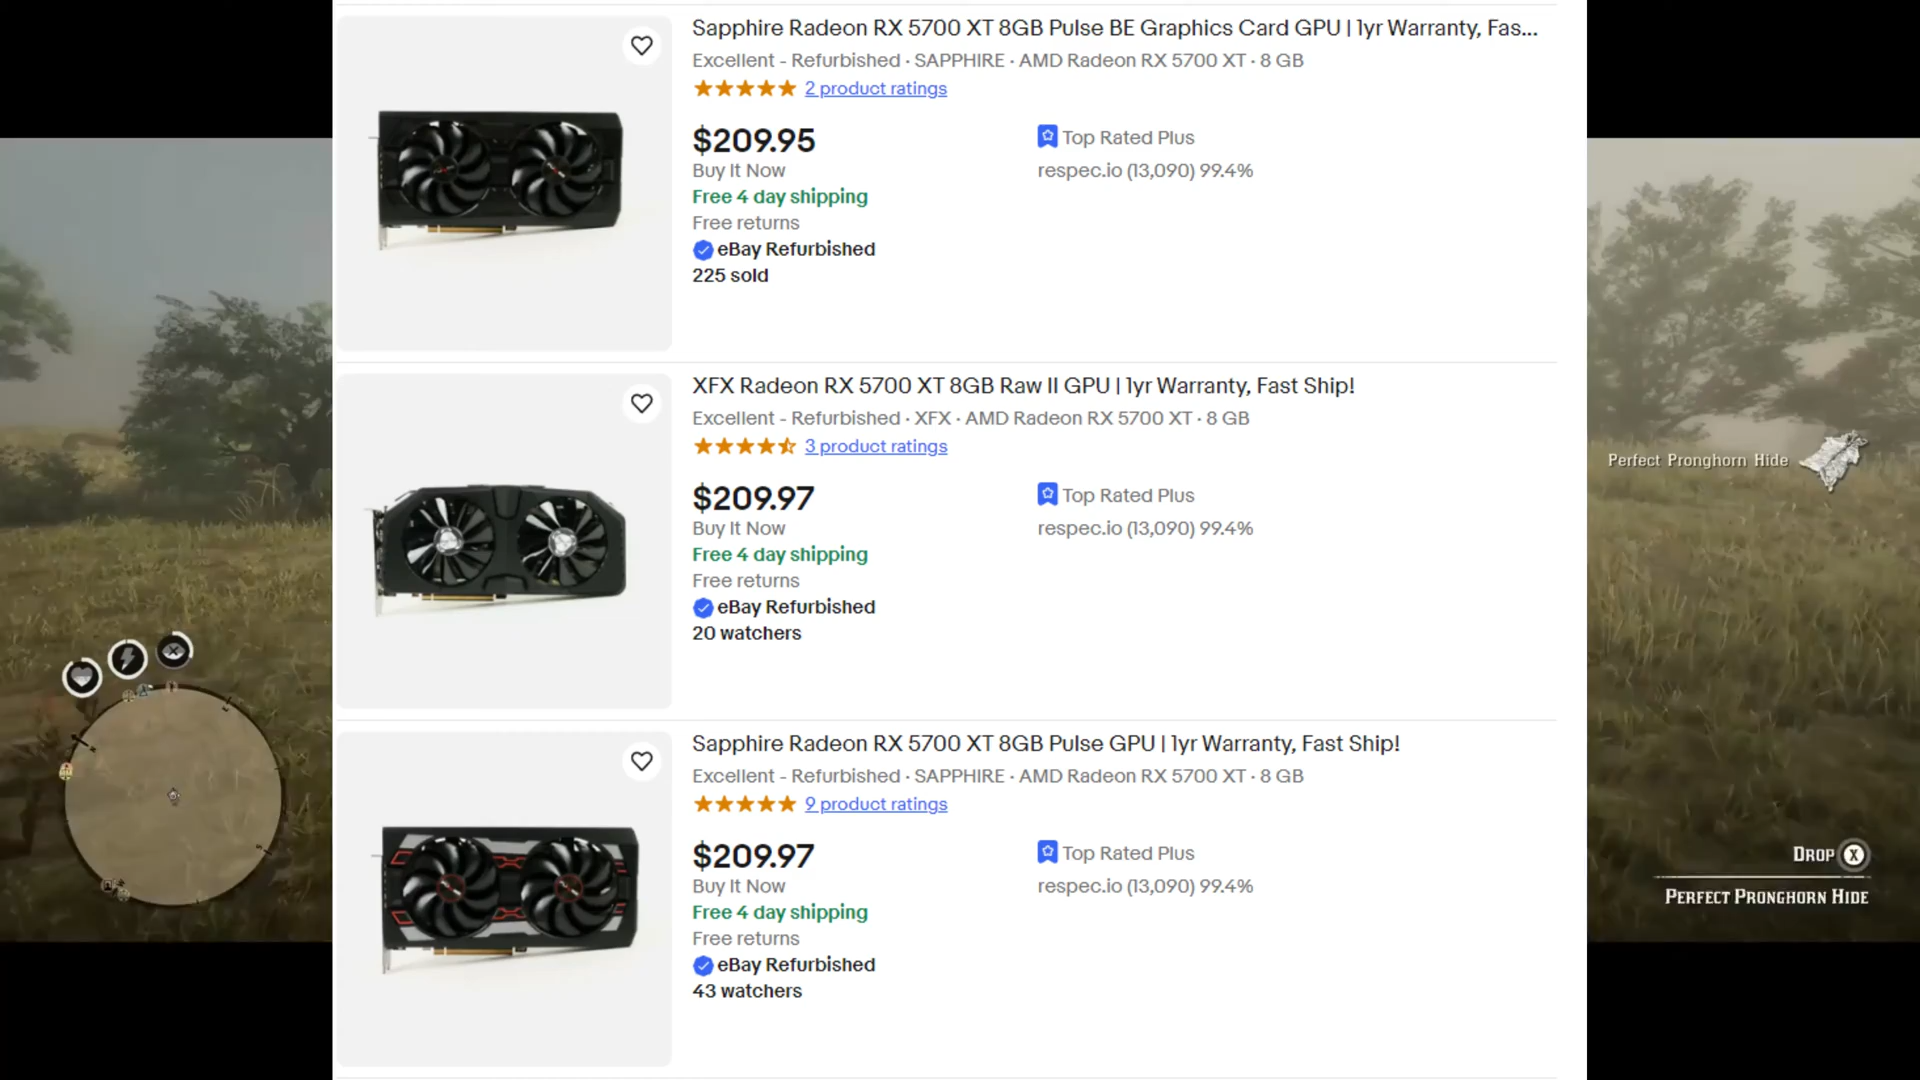 Sapphire Radeon RX 5700 XT 8GB Pulse BE Graphics Card GPU | 1yr Warranty, Fas...
Excellent - Refurbished · SAPPHIRE · AMD Radeon RX 5700 XT · 8 GB
2 product ratings
$209.95
Top Rated Plus
Buy It Now
respec.io (13,090) 99.4%
Free 4 day shipping
Free returns
eBay Refurbished
225 sold
XFX Radeon RX 5700 XT 8GB Raw II GPU | 1yr Warranty, Fast Ship!
Excellent - Refurbished · XFX · AMD Radeon RX 5700 XT · 8 GB
3 product ratings
$209.97
Top Rated Plus
Buy It Now
respec.io (13,090) 99.4%
Free 4 day shipping
Free returns
eBay Refurbished
20 watchers
Sapphire Radeon RX 5700 XT 8GB Pulse GPU | 1yr Warranty, Fast Ship!
Excellent - Refurbished · SAPPHIRE · AMD Radeon RX 5700 XT · 8 GB
9 product ratings
$209.97
Top Rated Plus
Buy It Now
respec.io (13,090) 99.4%
Free 4 day shipping
Free returns
eBay Refurbished
43 watchers
Perfect Pronghorn Hide
DROP X
PERFECT PRONGHORN HIDE